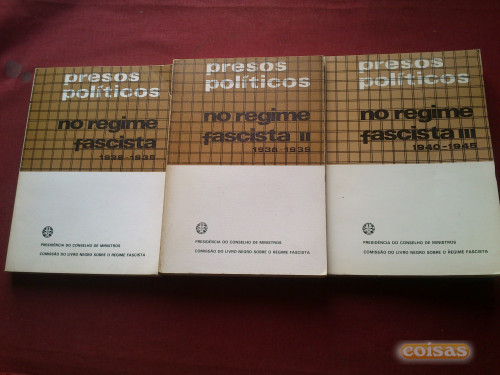 presos
políticos
no regime
fascista
1932-1935
PRESIDÊNCIA DO CONSELHO DE MINISTROS
COMISSÃO DO LIVRO NEGRO SOBRE O REGIME FASCISTA
presos
políticos
no regime
fascista II
1936-1939
PRESIDÊNCIA DO CONSELHO DE MINISTROS
COMISSÃO DO LIVRO NEGRO SOBRE O REGIME FASCISTA
presos
políticos
no regime
fascista III
1940-1945
PRESIDÊNCIA DO CONSELHO DE MINISTROS
COMISSÃO DO LIVRO NEGRO SOBRE O REGIME FASCISTA
coisas